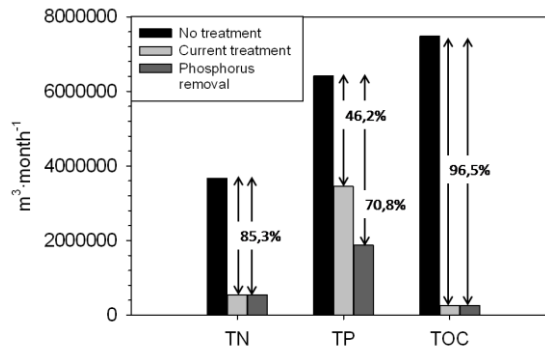 8000000
6000000
4000000
2000000
0
m³·month⁻¹
No treatment
Current treatment
Phosphorus
removal
85,3%
46,2%
70,8%
96,5%
TN
TP
TOC